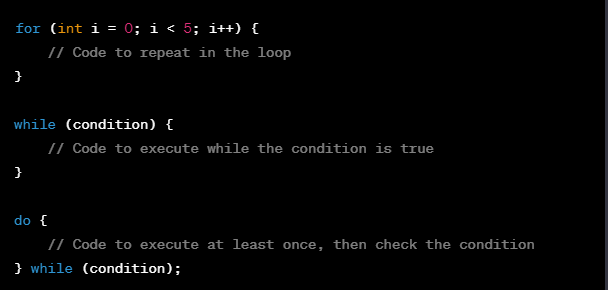 for (int i = 0; i < 5; i++) {
// Code to repeat in the loop
}
while (condition) {
// Code to execute while the condition is true
}
do {
// Code to execute at least once, then check the condition
} while (condition);